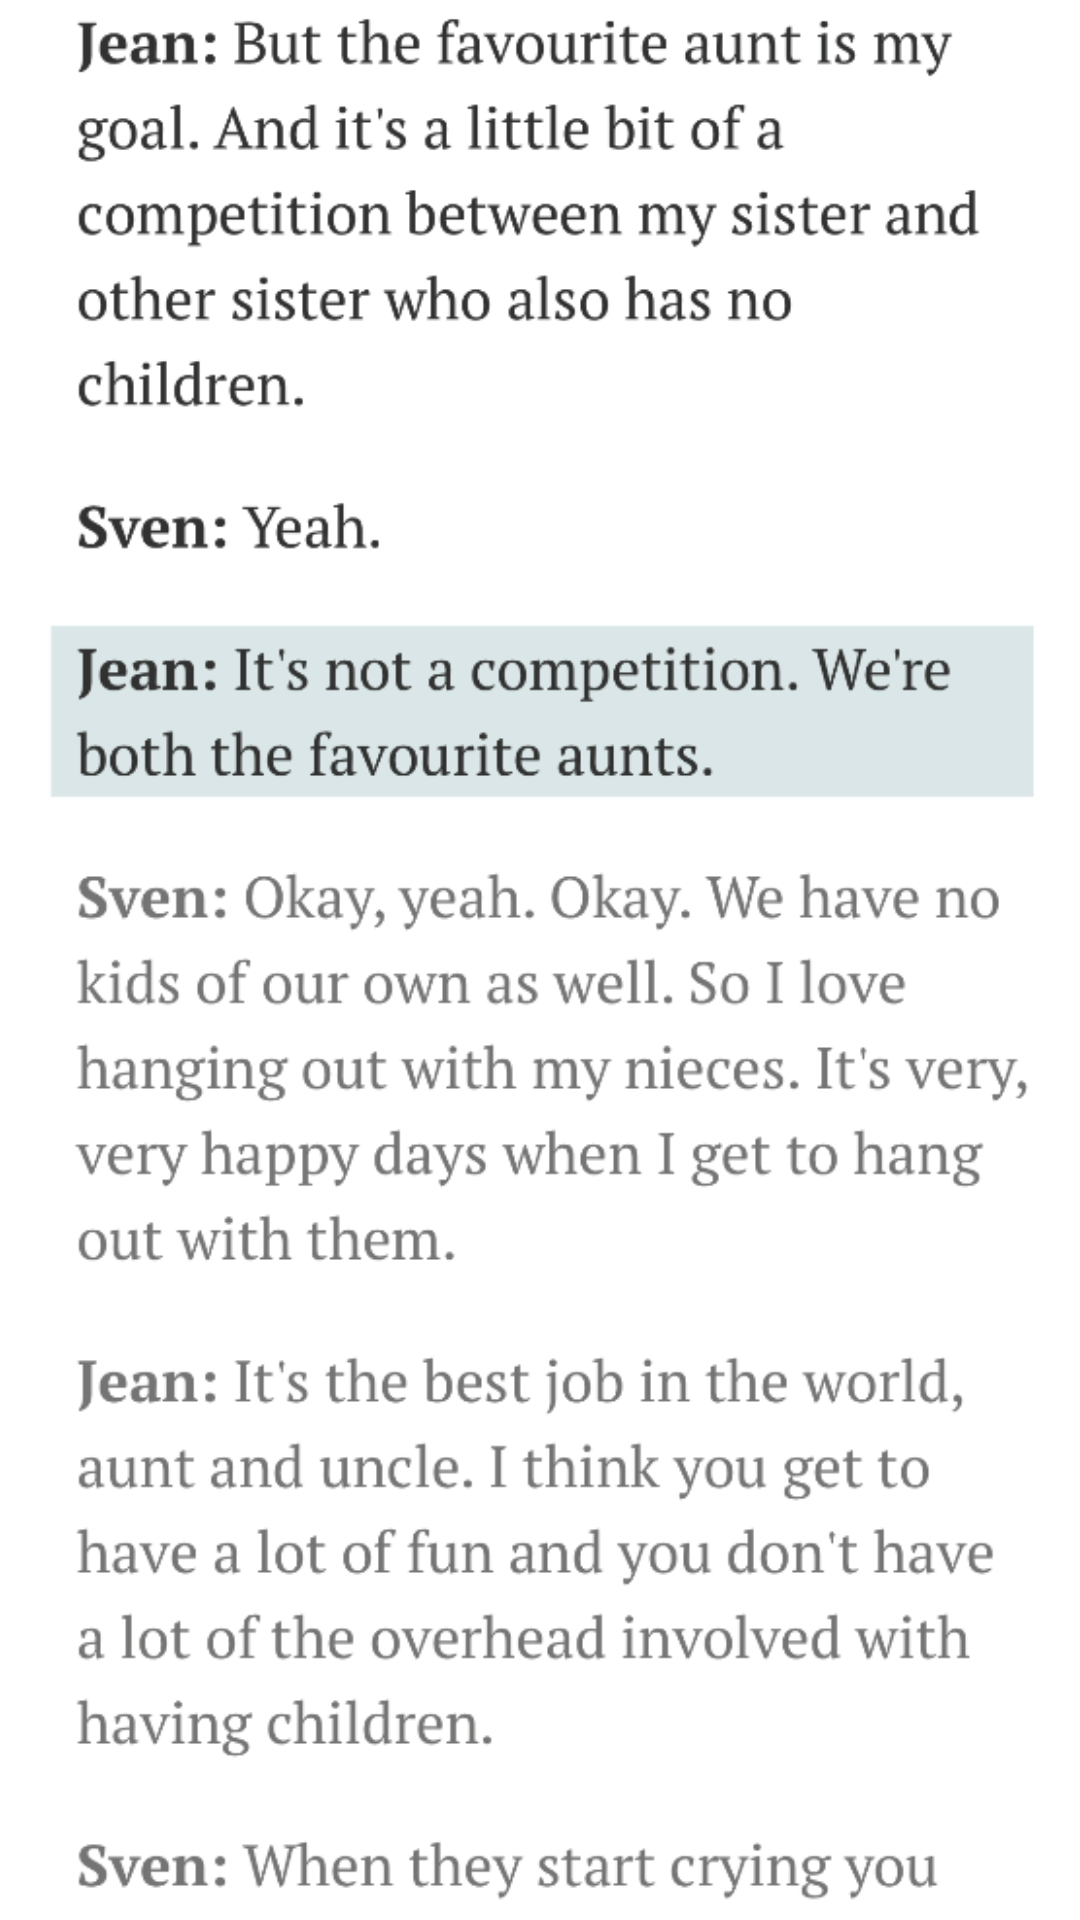 Jean: But the favourite aunt is my
goal. And it's a little bit of a
competition between my sister and
other sister who also has no
children.
Sven: Yeah.
Jean: It's not a competition. We're
both the favourite aunts.
Sven: Okay, yeah. Okay. We have no
kids of our own as well. So I love
hanging out with my nieces. It's very,
very happy days when I get to hang
out with them.
Jean: It's the best job in the world,
aunt and uncle. I think you get to
have a lot of fun and you don't have
a lot of the overhead involved with
having children.
Sven: When they start crying you